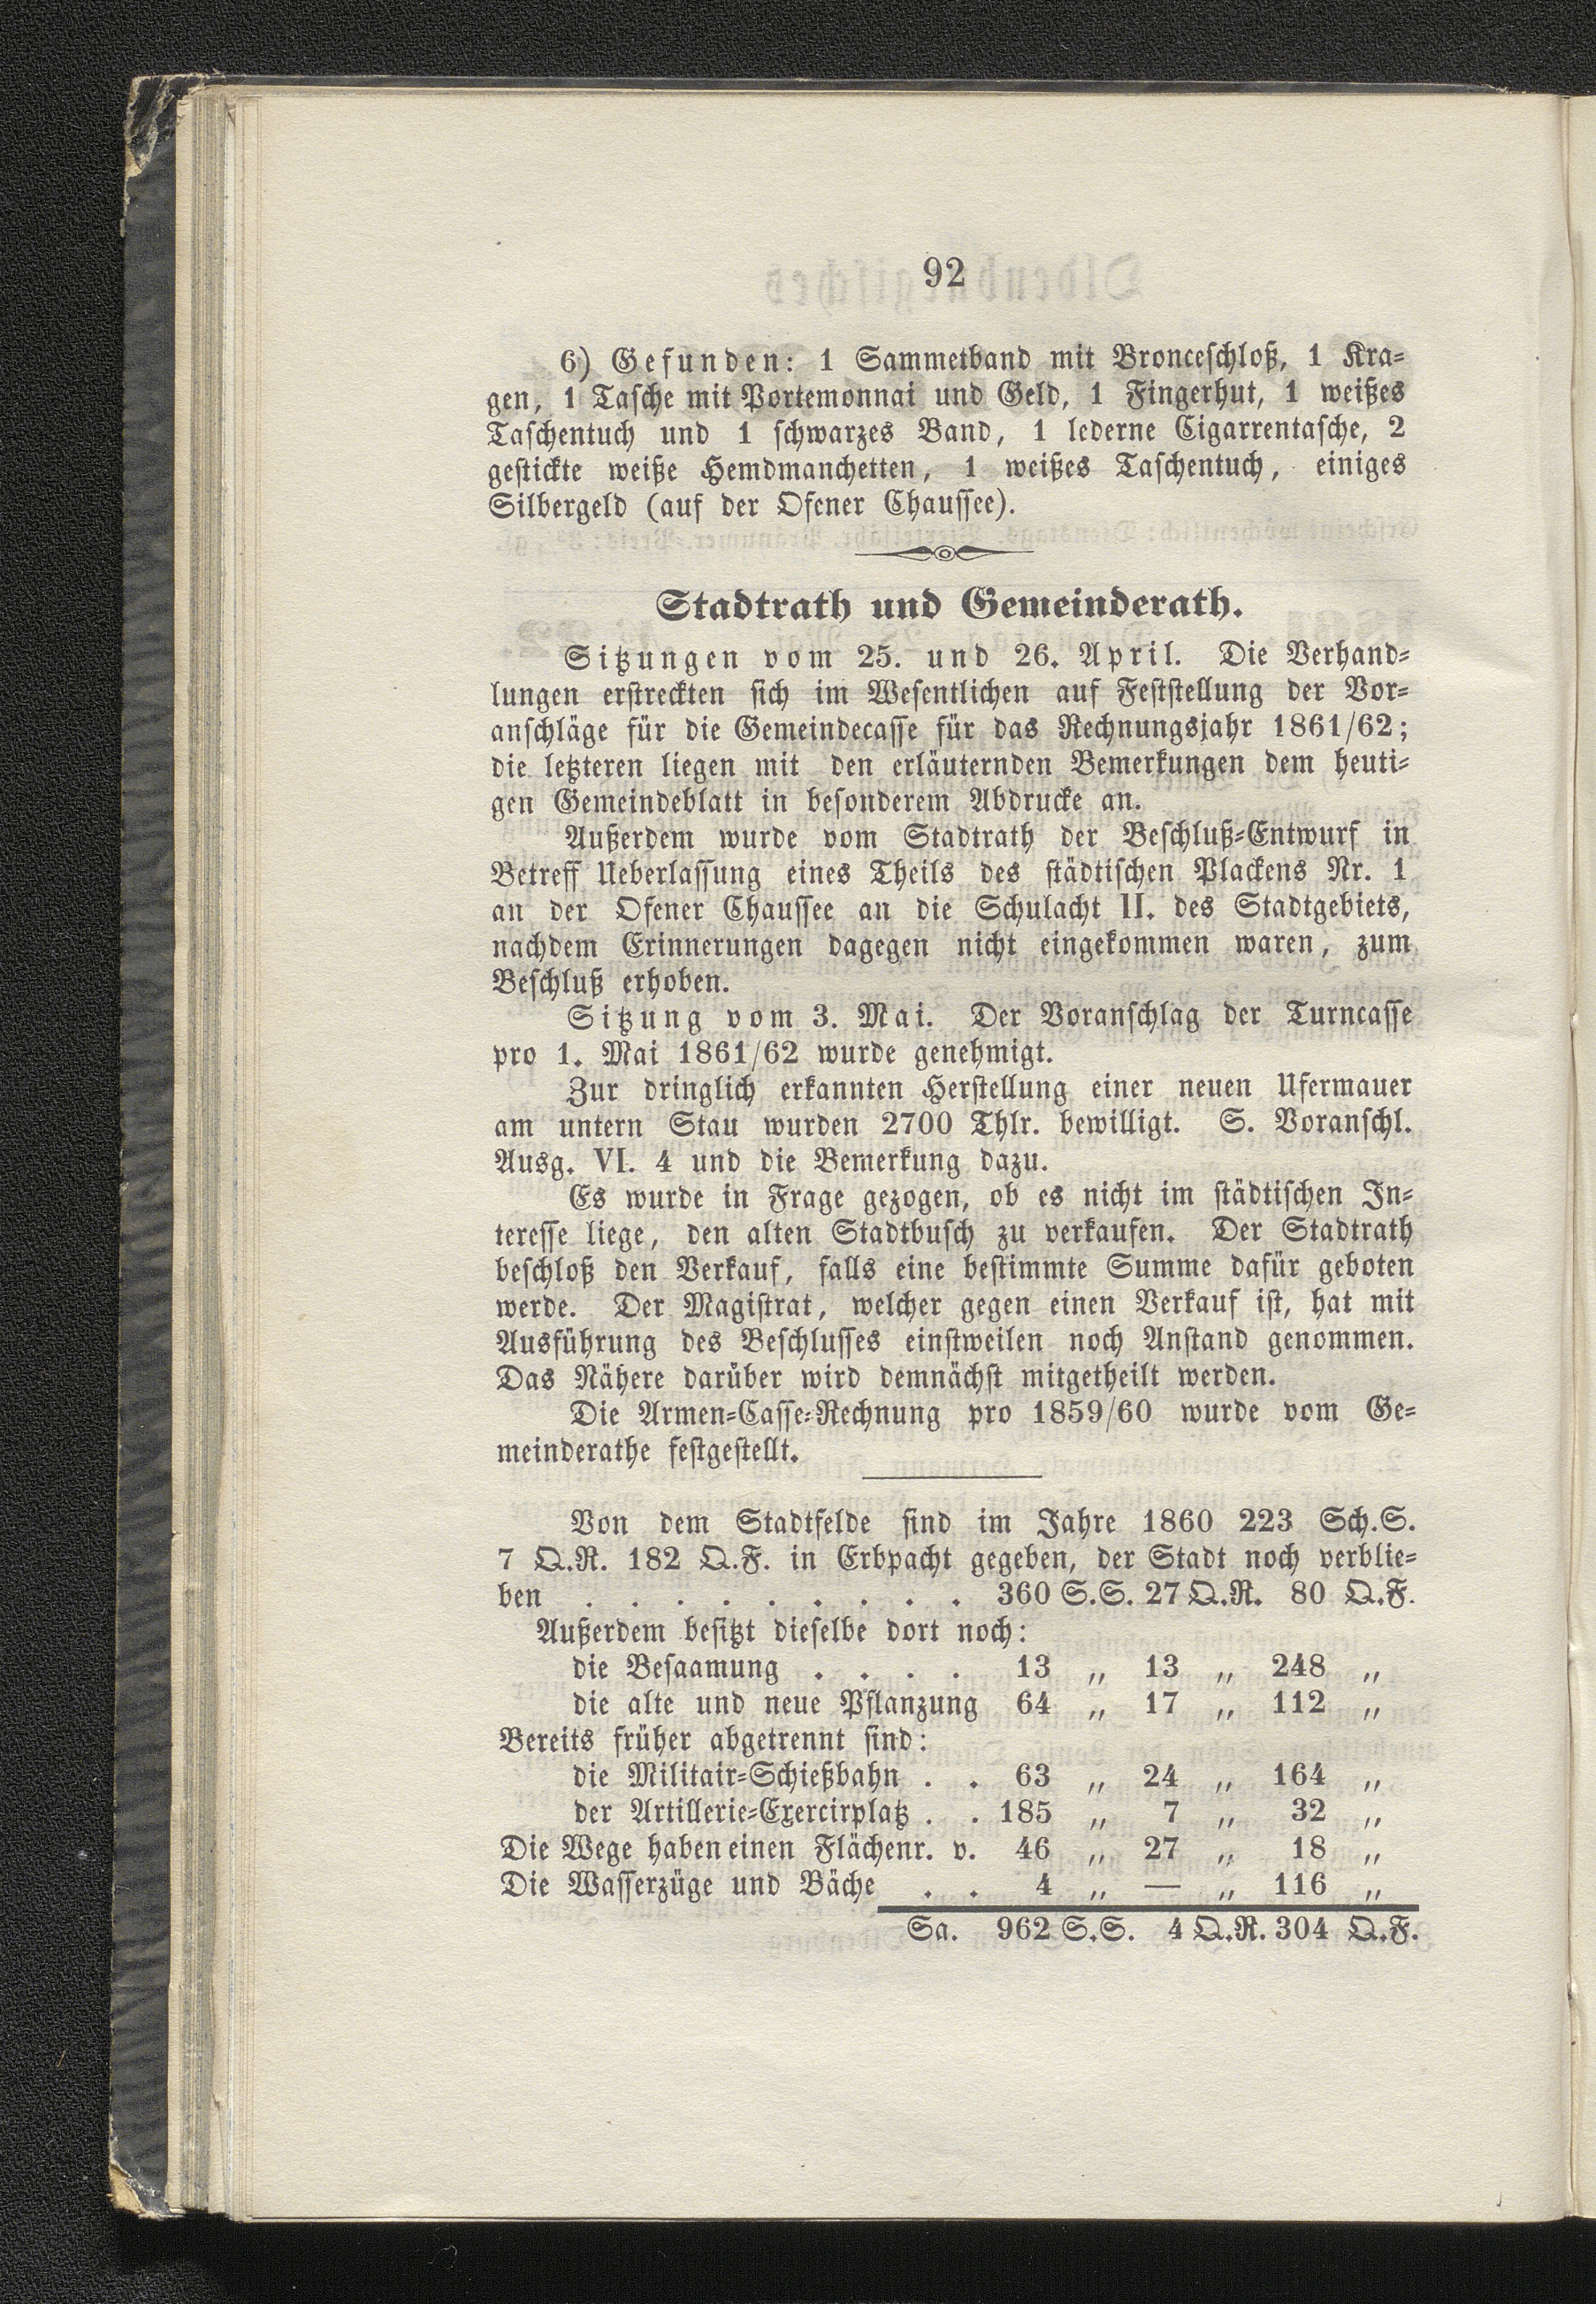 92
6) Gefunden: 1 Sammetband mit Bronceschloß, 1 Kra-
gen, 1 Tasche mit Portemonnai und Geld, 1 Fingerhut, 1 weißes
Taschentuch und 1 schwarzes Band, 1 lederne Cigarrentasche, 2
gestickte weiße Hemdmanchetten, 1 weißes Taschentuch, einiges
Silbergeld (auf der Ofener Chaussee).
Stadtrath und Gemeinderath.
Sitzungen vom 25. und 26. April. Die Verhand-
lungen erstreckten sich im Wesentlichen auf Feststellung der Vor-
anschläge für die Gemeindecasse für das Rechnungsjahr 1861/62;
die letzteren liegen mit den erläuternden Bemerkungen dem heuti-
gen Gemeindeblatt in besonderem Abdrucke an.
Außerdem wurde vom Stadtrath der Beschluß-Entwurf in
Betreff Ueberlassung eines Theils des städtischen Plackens Nr. 1
an der Ofener Chaussee an die Schulacht II. des Stadtgebiets,
nachdem Erinnerungen dagegen nicht eingekommen waren, zum
Beschluß erhoben.
Sitzung vom 3. Mai. Der Voranschlag der Turncasse
pro 1. Mai 1861/62 wurde genehmigt.
Zur dringlich erkannten Herstellung einer neuen Ufermauer
am untern Stau wurden 2700 Thlr. bewilligt. S. Voranschl.
Ausg. VI. 4 und die Bemerkung dazu.
Es wurde in Frage gezogen, ob es nicht im städtischen In-
teresse liege, den alten Stadtbusch zu verkaufen. Der Stadtrath
beschloß den Verkauf, falls eine bestimmte Summe dafür geboten
werde. Der Magistrat, welcher gegen einen Verkauf ist, hat mit
Ausführung des Beschlusses einstweilen noch Anstand genommen.
Das Nähere darüber wird demnächst mitgetheilt werden.
Die Armen-Casse-Rechnung pro 1859/60 wurde vom Ge-
meinderathe festgestellt.
Von dem Stadtfelde sind im Jahre 1860 223 Sch.S.
7 Q.R. 182 Q.F. in Erbpacht gegeben, der Stadt noch verblie-
ben . . . . . . . . . 360 S.S. 27 Q.R. 80 Q.F.
Außerdem besitzt dieselbe dort noch:
die Besaamung . . . . 13 „ 13 „ 248 „
die alte und neue Pflanzung 64 „ 17 „ 112 „
Bereits früher abgetrennt sind:
die Militair-Schießbahn . . 63 „ 24 „ 164 „
der Artillerie-Exercirplatz . . 185 „ 7 „ 32 „
Die Wege haben einen Flächenr. v. 46 „ 27 „ 18 „
Die Wasserzüge und Bäche . . 4 „ — „ 116 „
Sa. 962 S.S. 4 Q.R. 304 Q.F.